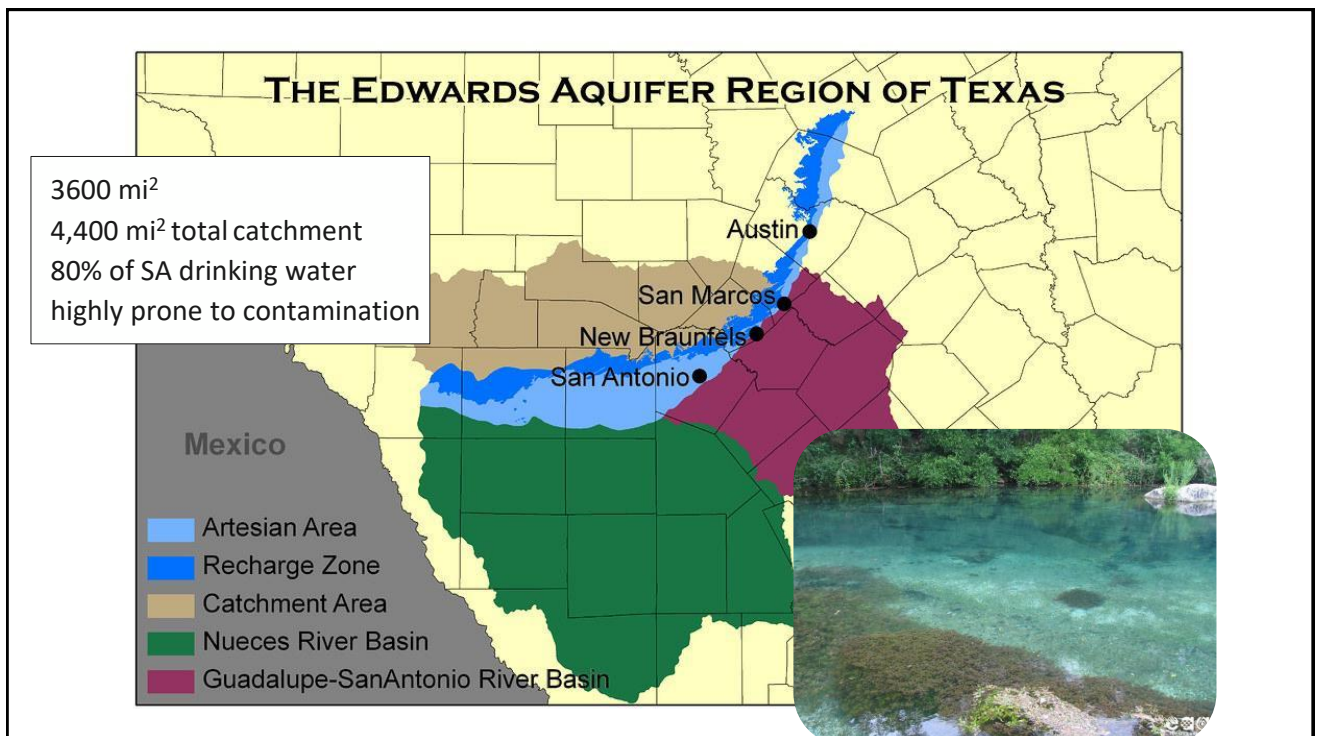 THE EDWARDS AQUIFER REGION OF TEXAS
3600 mi²
4,400 mi² total catchment
80% of SA drinking water
highly prone to contamination
Austin
San Marcos
New Braunfels
San Antonio
Mexico
Artesian Area
Recharge Zone
Catchment Area
Nueces River Basin
Guadalupe-SanAntonio River Basin